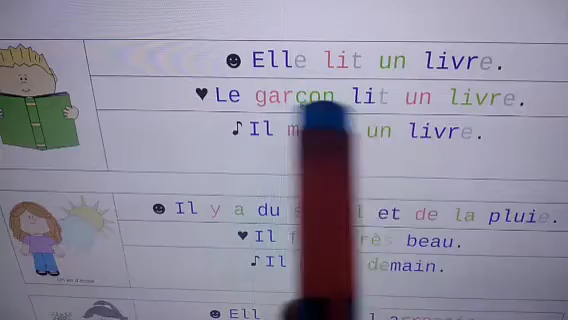 ☻ Elle lit un livre.
♥ Le garçon lit un livre.
♪ Il un livre.
☻ Il y a du et de la pluie.
♥ Il beau.
♪ Il demain.
☻